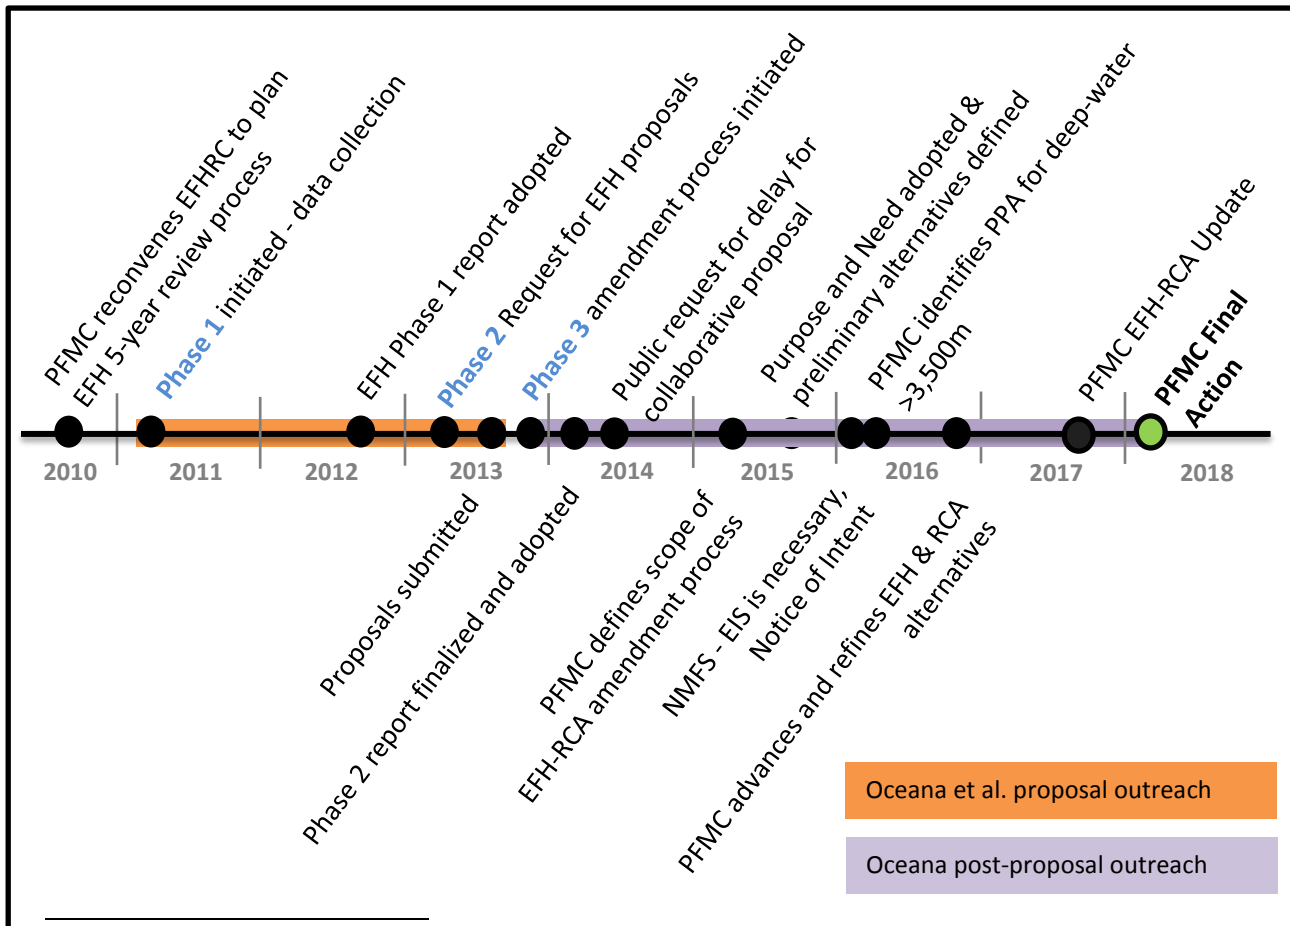 PFMC reconvenes EFHRC to plan
EFH 5-year review process
Phase 1 initiated - data collection
EFH Phase 1 report adopted
Phase 2 Request for EFH proposals
Phase 3 amendment process initiated
Public request for delay for
collaborative proposal
Purpose and Need adopted &
preliminary alternatives defined
PFMC identifies PPA for deep-water
>3,500m
PFMC EFH-RCA Update
PFMC Final
Action
2010
2011
2012
2013
2014
2015
2016
2017
2018
Proposals submitted
Phase 2 report finalized and adopted
PFMC defines scope of
EFH-RCA amendment process
NMFS - EIS is necessary,
Notice of Intent
PFMC advances and refines EFH & RCA
alternatives
Oceana et al. proposal outreach
Oceana post-proposal outreach